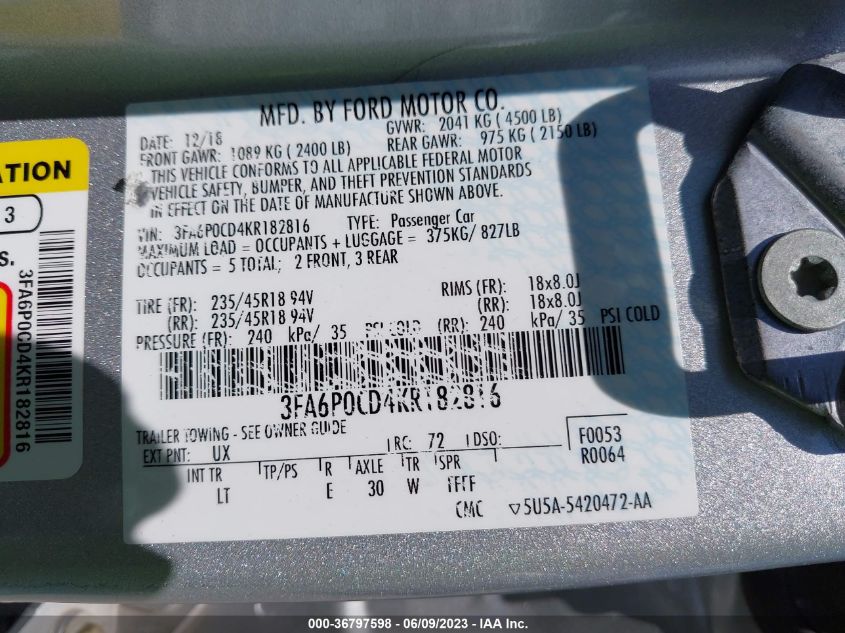 MFD. BY FORD MOTOR CO.
DATE: 12/18 GVWR: 2041 KG (4500 LB)
FRONT GAWR: 1089 KG (2400 LB) REAR GAWR: 975 KG (2150 LB)
THIS VEHICLE CONFORMS TO ALL APPLICABLE FEDERAL MOTOR
VEHICLE SAFETY, BUMPER, AND THEFT PREVENTION STANDARDS
IN EFFECT ON THE DATE OF MANUFACTURE SHOWN ABOVE.
VIN: 3FA6P0CD4KR182816 TYPE: Passenger Car
MAXIMUM LOAD = OCCUPANTS + LUGGAGE = 375KG/ 827LB
OCCUPANTS = 5 TOTAL; 2 FRONT, 3 REAR
TIRE (FR): 235/45R18 94V RIMS (FR): 18x8.0J
(RR): 235/45R18 94V (RR): 18x8.0J
PRESSURE (FR): 240 kPa/ 35 PSI COLD (RR): 240 kPa/ 35 PSI COLD
3FA6P0CD4KR182816
TRAILER TOWING - SEE OWNER GUIDE
EXT PNT: UX RC: 72 DSO: F0053
R0064
INT TR TP/PS R AXLE TR SPR
LT E 30 W TFFF
CMC ▽5U5A-5420472-AA
ATION
3
S.
3FA6P0CD4KR182816
000-36797598 - 06/09/2023 - IAA Inc.